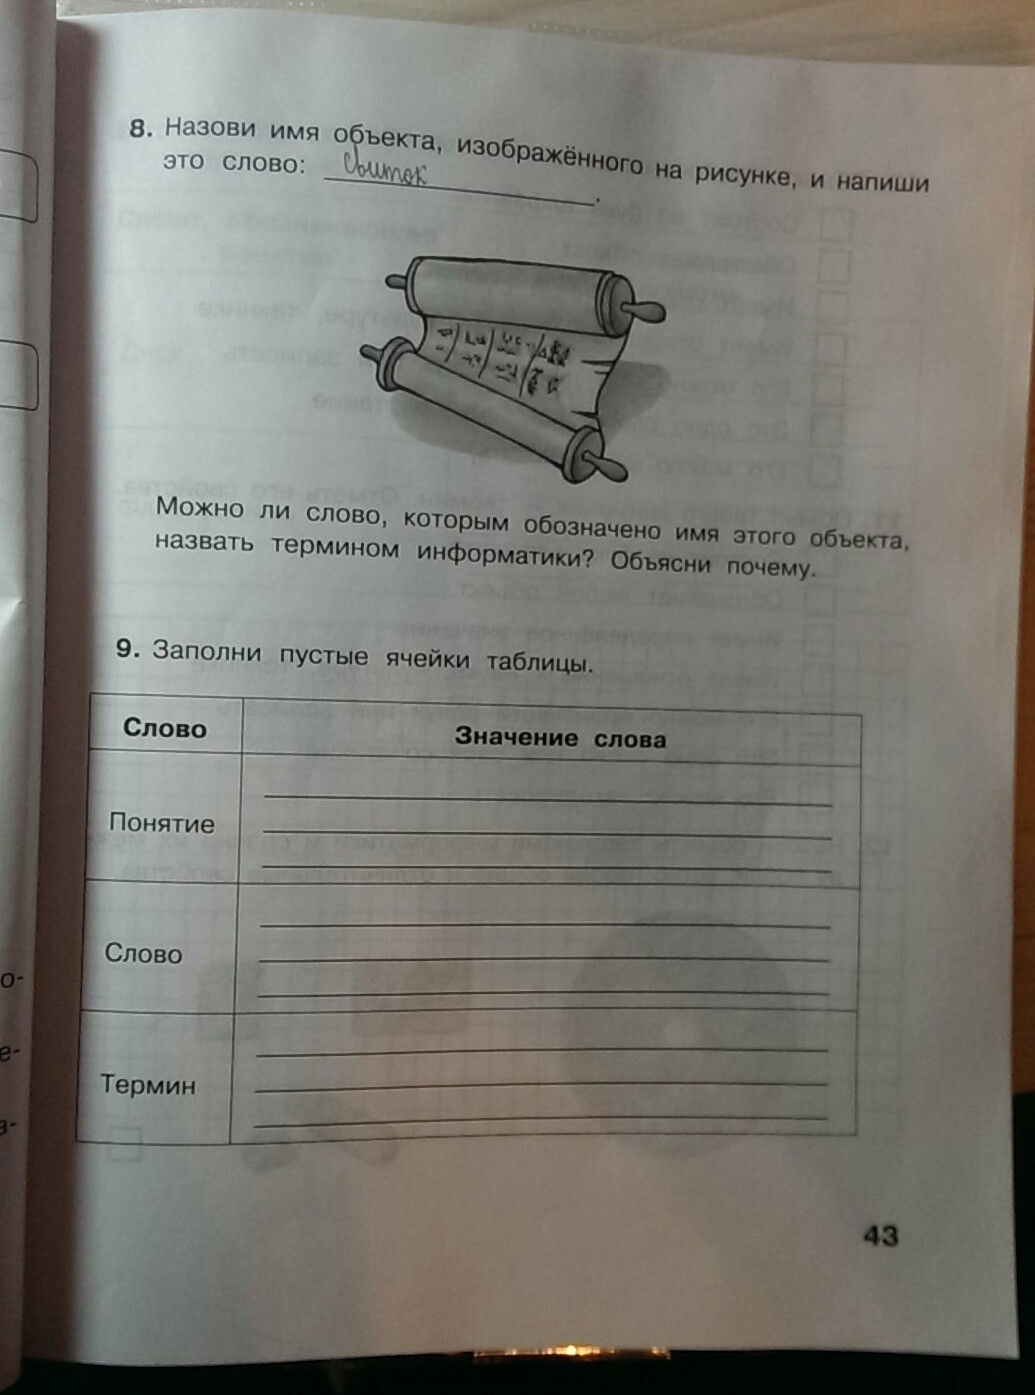 8. Назови имя объекта, изображённого на рисунке, и напиши
это слово: свиток.
Можно ли слово, которым обозначено имя этого объекта,
назвать термином информатики? Объясни почему.
9. Заполни пустые ячейки таблицы.
Слово Значение слова
Понятие
Слово
Термин
о-
е-
а-
43